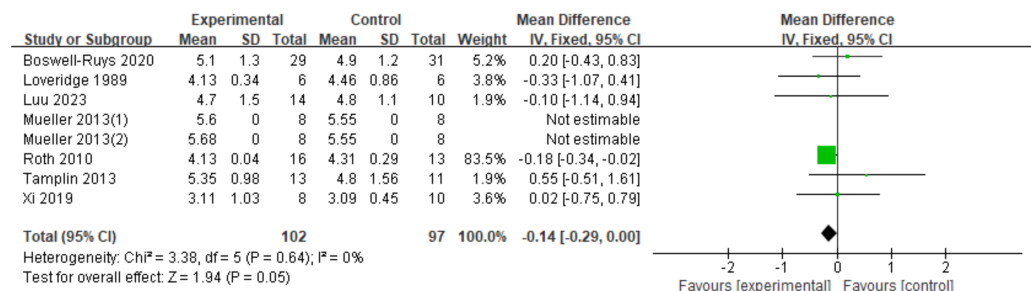 Experimental Control Mean Difference Mean Difference
Study or Subgroup Mean SD Total Mean SD Total Weight IV, Fixed, 95% CI IV, Fixed, 95% CI
Boswell-Ruys 2020 5.1 1.3 29 4.9 1.2 31 5.2% 0.20 [-0.43, 0.83]
Loveridge 1989 4.13 0.34 6 4.46 0.86 6 3.8% -0.33 [-1.07, 0.41]
Luu 2023 4.7 1.5 14 4.8 1.1 10 1.9% -0.10 [-1.14, 0.94]
Mueller 2013(1) 5.6 0 8 5.55 0 8 Not estimable
Mueller 2013(2) 5.68 0 8 5.55 0 8 Not estimable
Roth 2010 4.13 0.04 16 4.31 0.29 13 83.5% -0.18 [-0.34, -0.02]
Tamplin 2013 5.35 0.98 13 4.8 1.56 11 1.9% 0.55 [-0.51, 1.61]
Xi 2019 3.11 1.03 8 3.09 0.45 10 3.6% 0.02 [-0.75, 0.79]
Total (95% CI) 102 97 100.0% -0.14 [-0.29, 0.00]
Heterogeneity: Chi² = 3.38, df = 5 (P = 0.64); I² = 0%
Test for overall effect: Z = 1.94 (P = 0.05)
-2 -1 0 1 2
Favours [experimental] Favours [control]